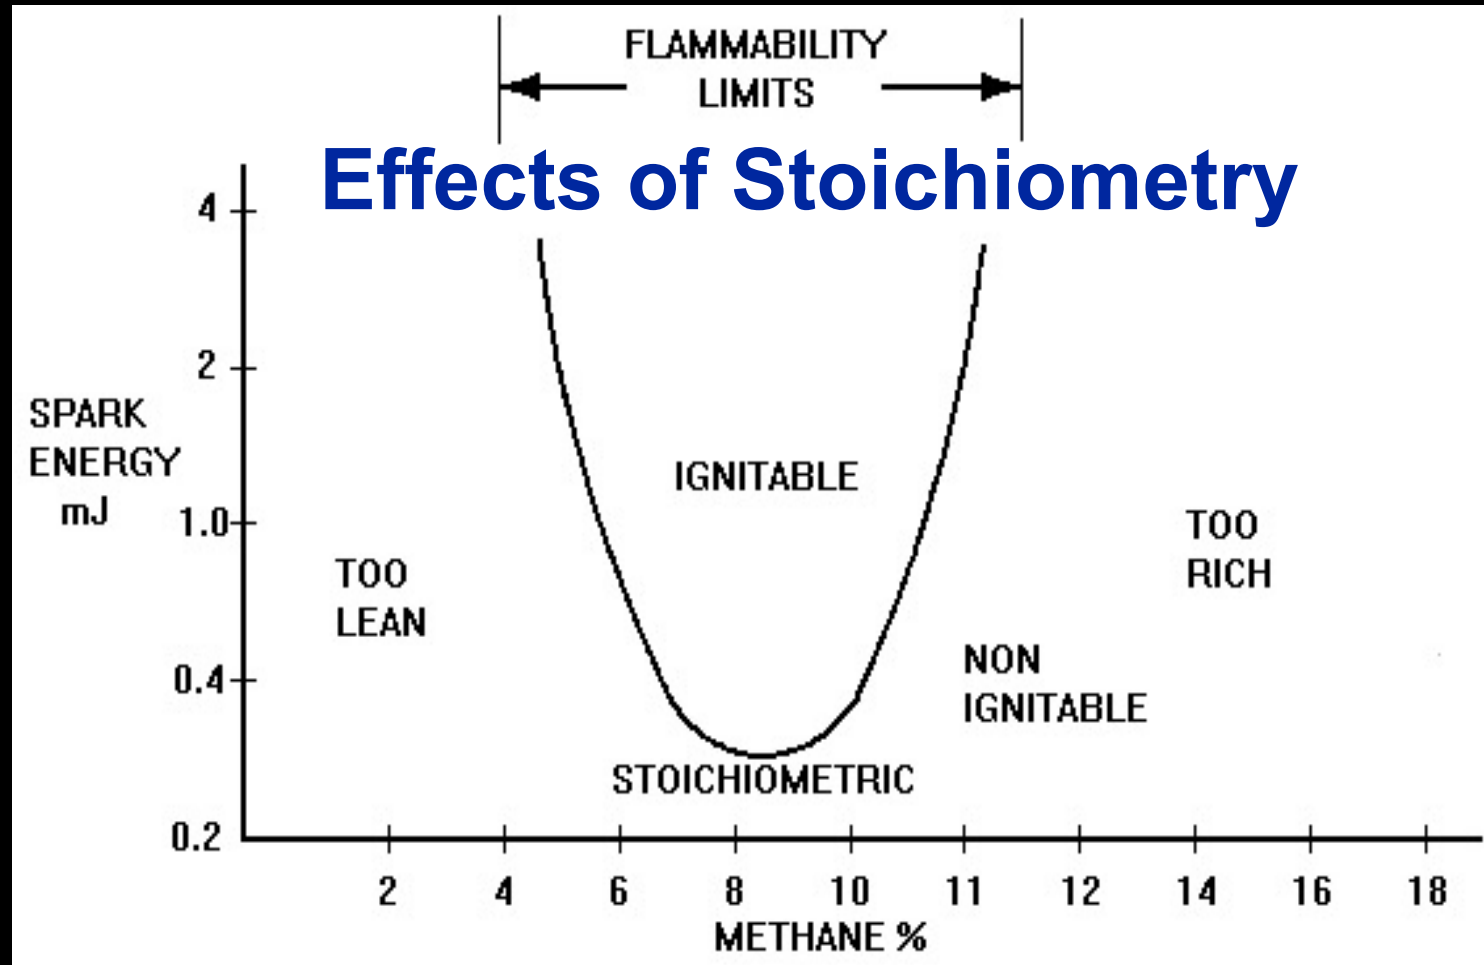 FLAMMABILITY
LIMITS
Effects of Stoichiometry
4
2
SPARK
ENERGY
mJ
1.0
IGNITABLE
TOO
RICH
TOO
LEAN
0.4
NON
IGNITABLE
STOICHIOMETRIC
0.2
2 4 6 8 10 11 12 14 16 18
METHANE %